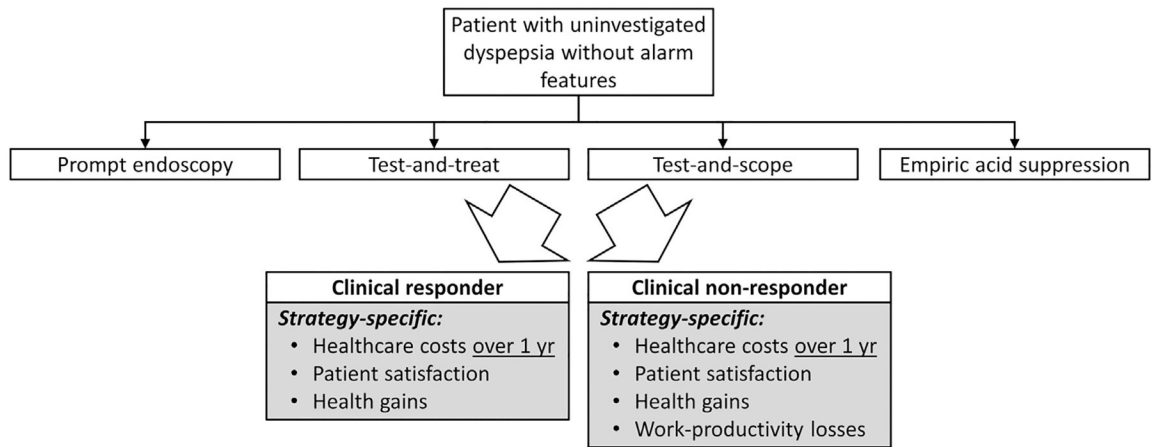 Patient with uninvestigated
dyspepsia without alarm
features
Prompt endoscopy
Test-and-treat
Test-and-scope
Empiric acid suppression
Clinical responder
Strategy-specific:
• Healthcare costs over 1 yr
• Patient satisfaction
• Health gains
Clinical non-responder
Strategy-specific:
• Healthcare costs over 1 yr
• Patient satisfaction
• Health gains
• Work-productivity losses